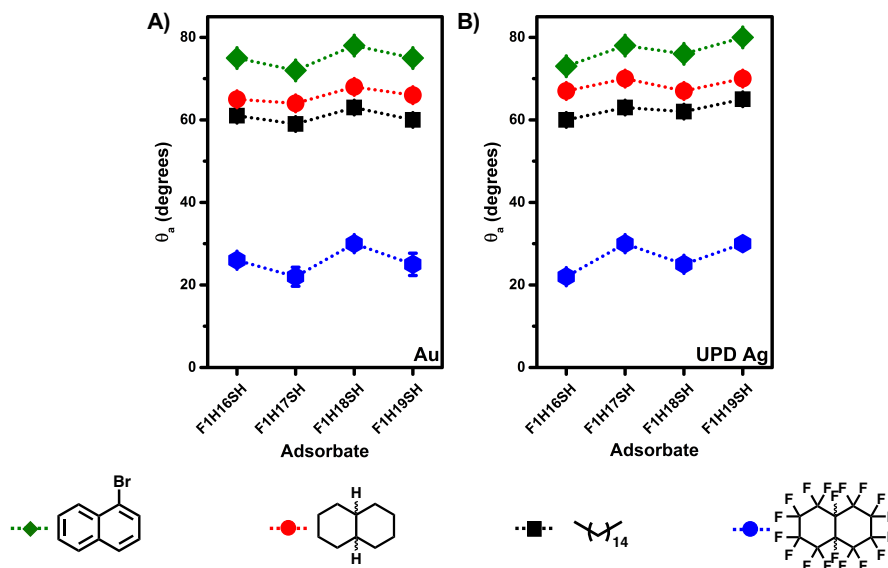 A)
B)
80
60
40
20
0
θa (degrees)
Au
F1H16SH
F1H17SH
F1H18SH
F1H19SH
Adsorbate
80
60
40
20
0
θa (degrees)
UPD Ag
F1H16SH
F1H17SH
F1H18SH
F1H19SH
Adsorbate
Br
H
H
14
F F F F F F
F F
F F
F F F F F F